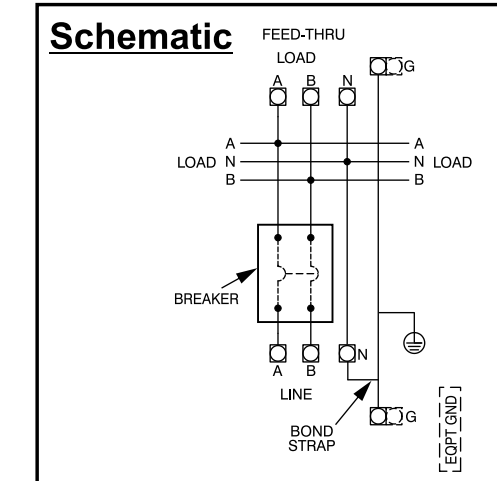 Schematic
FEED-THRU
LOAD
A B N
G
A A
LOAD N N LOAD
B B
BREAKER
N
A B
LINE
G
BOND
STRAP
EQPT GND